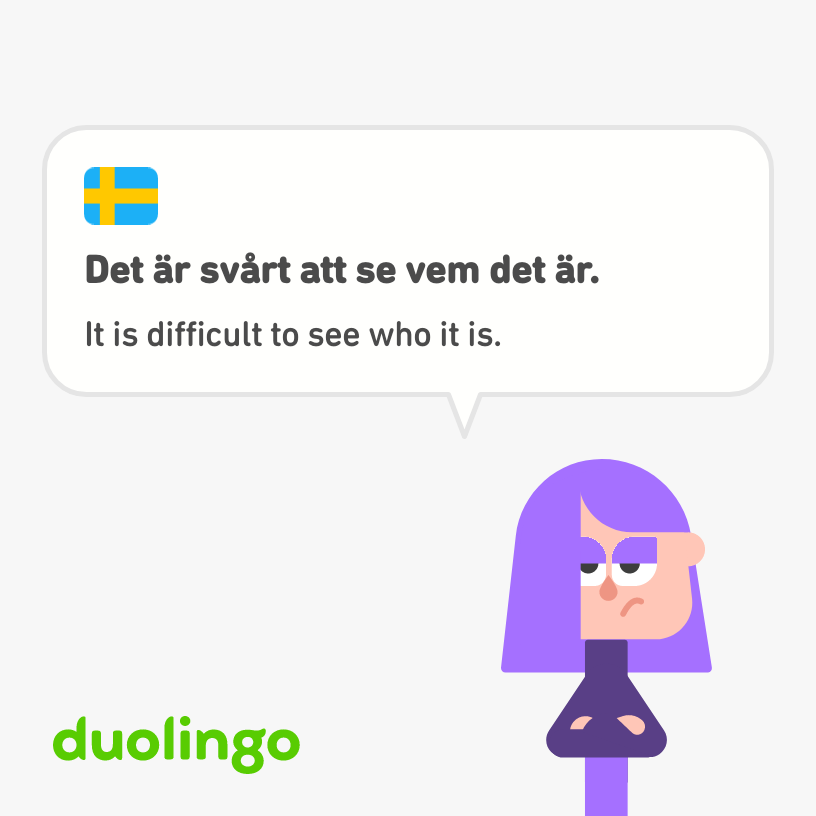 Det är svårt att se vem det är.
It is difficult to see who it is.
duolingo